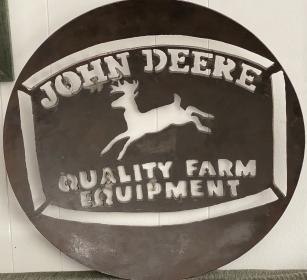 JOHN DEERE
QUALITY FARM
EQUIPMENT